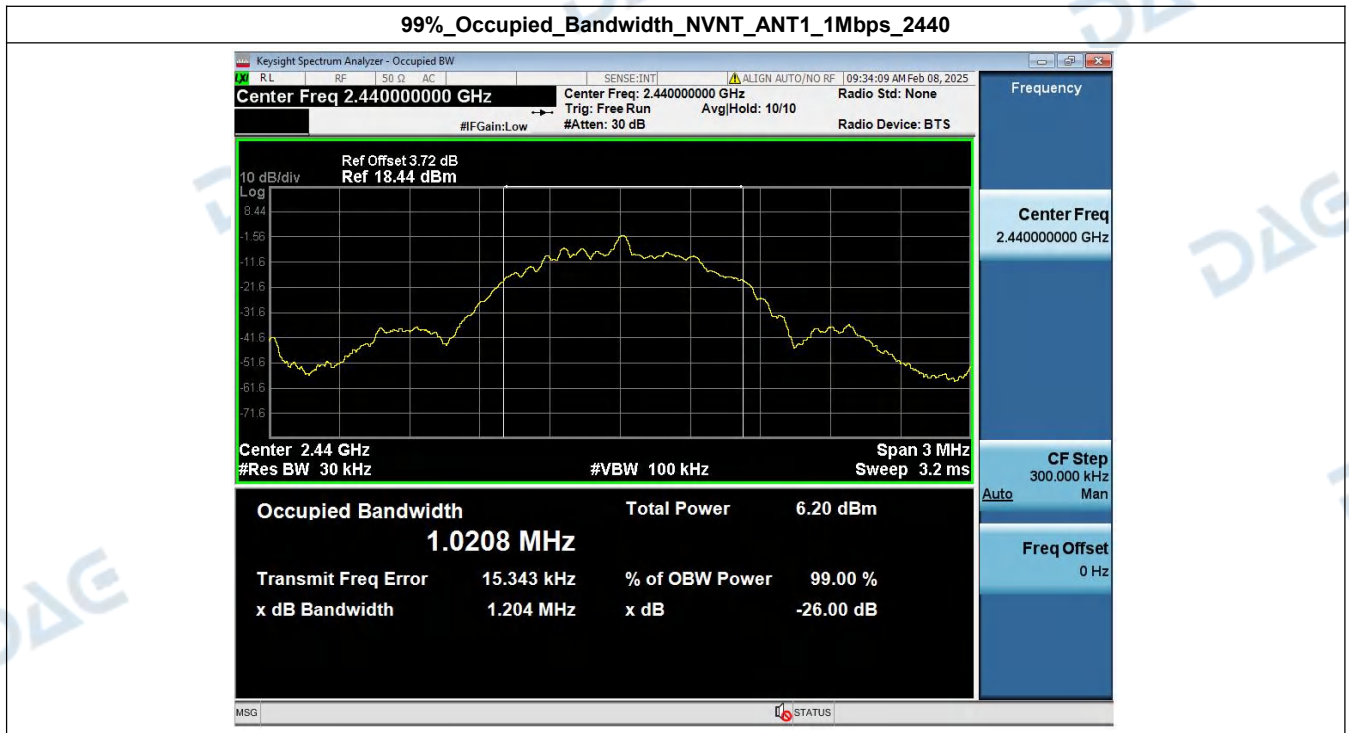 99%_Occupied_Bandwidth_NVNT_ANT1_1Mbps_2440
Keysight Spectrum Analyzer - Occupied BW
LXI RL RF 50 Ω AC SENSE:INT ALIGN AUTO/NO RF 09:34:09 AM Feb 08, 2025
Center Freq 2.440000000 GHz Center Freq: 2.440000000 GHz Radio Std: None
Trig: Free Run Avg|Hold: 10/10
#IFGain:Low #Atten: 30 dB Radio Device: BTS
Ref Offset 3.72 dB
10 dB/div Ref 18.44 dBm
Log
8.44
-1.56
-11.6
-21.6
-31.6
-41.6
-51.6
-61.6
-71.6
Center 2.44 GHz Span 3 MHz
#Res BW 30 kHz #VBW 100 kHz Sweep 3.2 ms
Occupied Bandwidth Total Power 6.20 dBm
1.0208 MHz
Transmit Freq Error 15.343 kHz % of OBW Power 99.00 %
x dB Bandwidth 1.204 MHz x dB -26.00 dB
MSG STATUS
Frequency
Center Freq
2.440000000 GHz
CF Step
300.000 kHz
Auto Man
Freq Offset
0 Hz
DAG
DAG